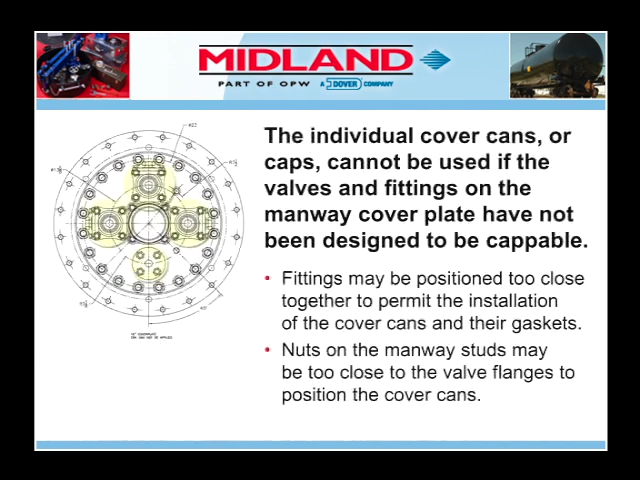 MIDLAND
PART OF OPW A DOVER COMPANY
The individual cover cans, or
caps, cannot be used if the
valves and fittings on the
manway cover plate have not
been designed to be cappable.
• Fittings may be positioned too close
together to permit the installation
of the cover cans and their gaskets.
• Nuts on the manway studs may
be too close to the valve flanges to
position the cover cans.